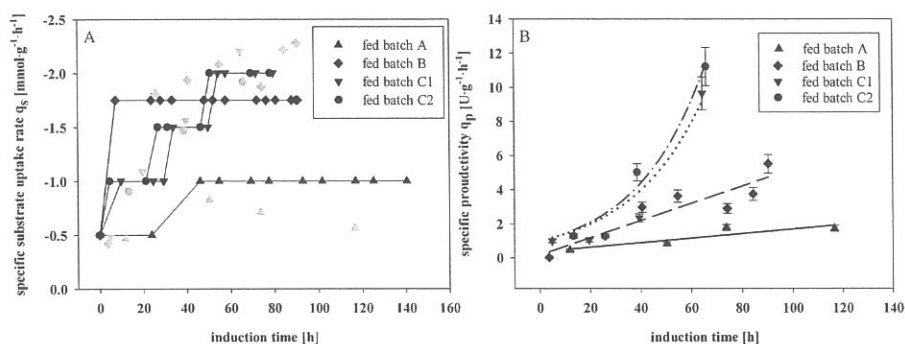 A
specific substrate uptake rate qs [mmol·g⁻¹·h⁻¹]
-2.5
-2.0
-1.5
-1.0
-0.5
0.0
0 20 40 60 80 100 120 140 160
induction time [h]
fed batch A
fed batch B
fed batch C1
fed batch C2
B
specific proudctivity qp [U·g⁻¹·h⁻¹]
14
12
10
8
6
4
2
0
0 20 40 60 80 100 120 140
induction time [h]
fed batch A
fed batch B
fed batch C1
fed batch C2